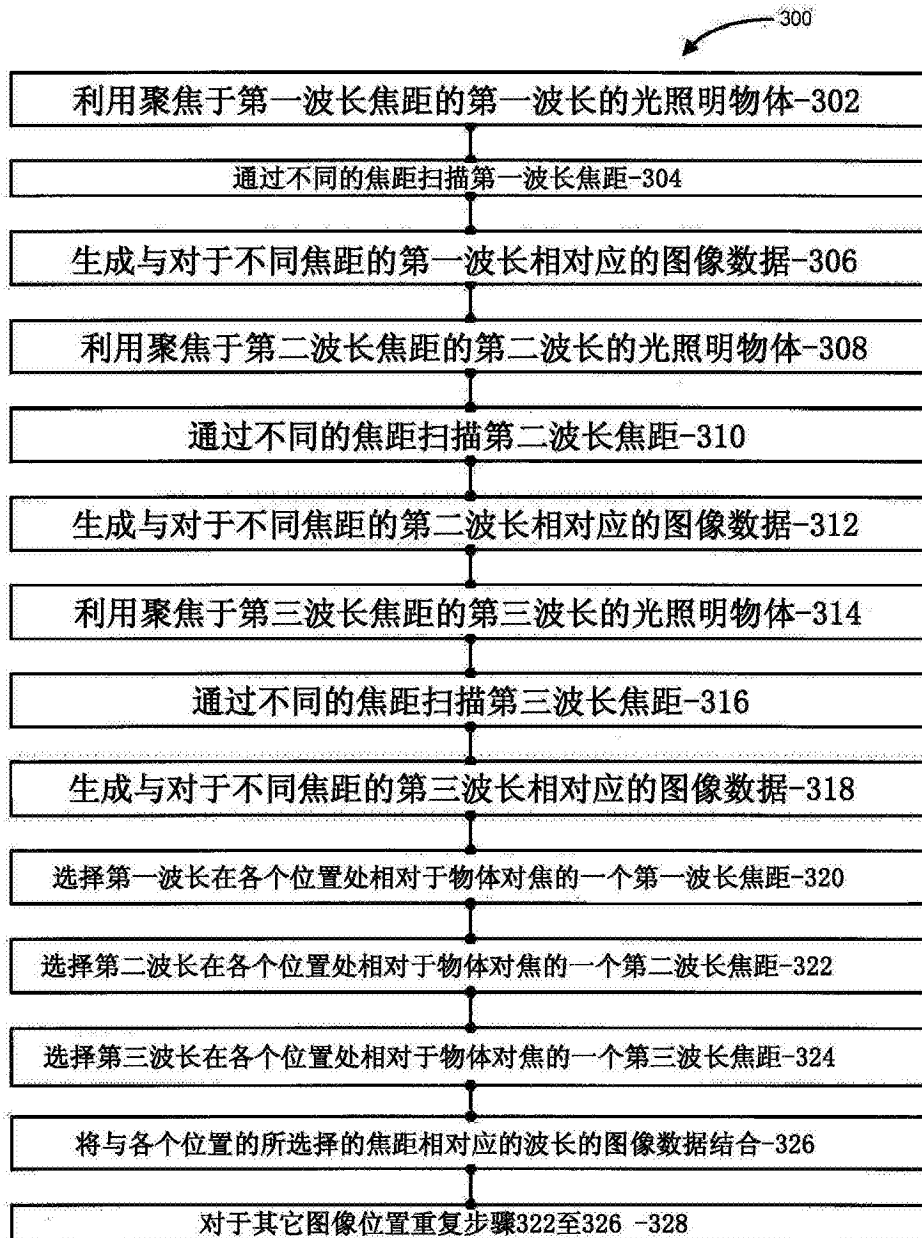 300
利用聚焦于第一波长焦距的第一波长的光照明物体-302
通过不同的焦距扫描第一波长焦距-304
生成与对于不同焦距的第一波长相对应的图像数据-306
利用聚焦于第二波长焦距的第二波长的光照明物体-308
通过不同的焦距扫描第二波长焦距-310
生成与对于不同焦距的第二波长相对应的图像数据-312
利用聚焦于第三波长焦距的第三波长的光照明物体-314
通过不同的焦距扫描第三波长焦距-316
生成与对于不同焦距的第三波长相对应的图像数据-318
选择第一波长在各个位置处相对于物体对焦的一个第一波长焦距-320
选择第二波长在各个位置处相对于物体对焦的一个第二波长焦距-322
选择第三波长在各个位置处相对于物体对焦的一个第三波长焦距-324
将与各个位置的所选择的焦距相对应的波长的图像数据结合-326
对于其它图像位置重复步骤322至326 -328